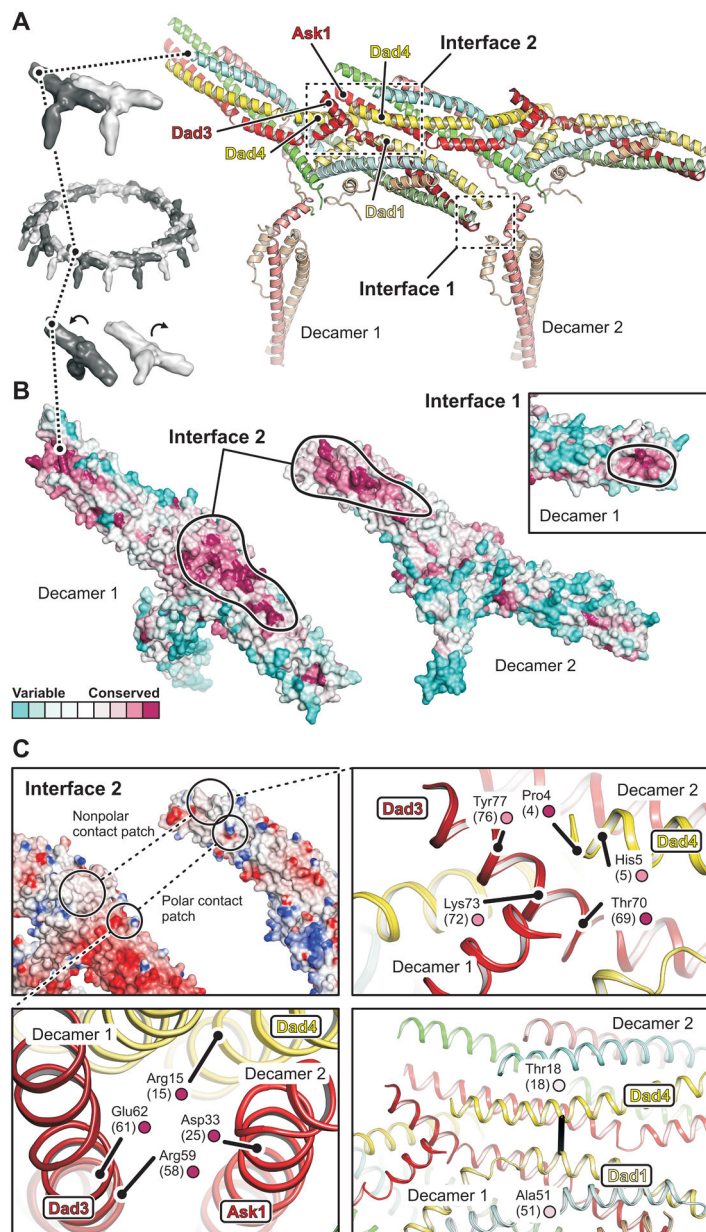 A
Ask1
Interface 2
Dad4
Dad3
Dad4
Dad1
Interface 1
Decamer 1
Decamer 2
B
Interface 2
Interface 1
Decamer 1
Decamer 1
Decamer 2
Variable Conserved
C
Interface 2
Nonpolar
contact patch
Polar contact
patch
Decamer 2
Dad3
Tyr77
(76)
Pro4
(4)
Dad4
His5
(5)
Lys73
(72)
Thr70
(69)
Decamer 1
Decamer 1
Dad4
Decamer 2
Arg15
(15)
Glu62
(61)
Asp33
(25)
Arg59
(58)
Dad3
Ask1
Decamer 2
Thr18
(18)
Dad4
Dad1
Decamer 1
Ala51
(51)